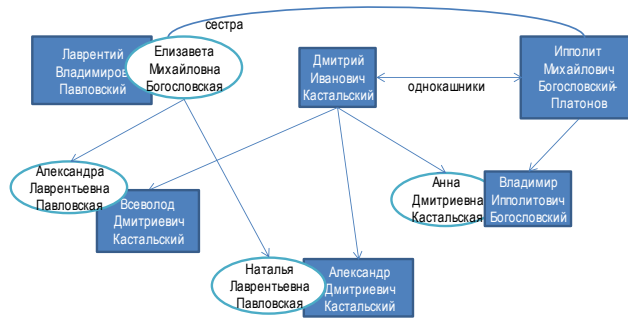 сестра
Лаврентий
Владимиров
Павловский
Елизавета
Михайловна
Богословская
Дмитрий
Иванович
Кастальский
однокашники
Ипполит
Михайлович
Богословский-
Платонов
Александра
Лаврентьевна
Павловская
Всеволод
Дмитриевич
Кастальский
Анна
Дмитриевна
Кастальская
Владимир
Ипполитович
Богословский
Наталья
Лаврентьевна
Павловская
Александр
Дмитриевич
Кастальский